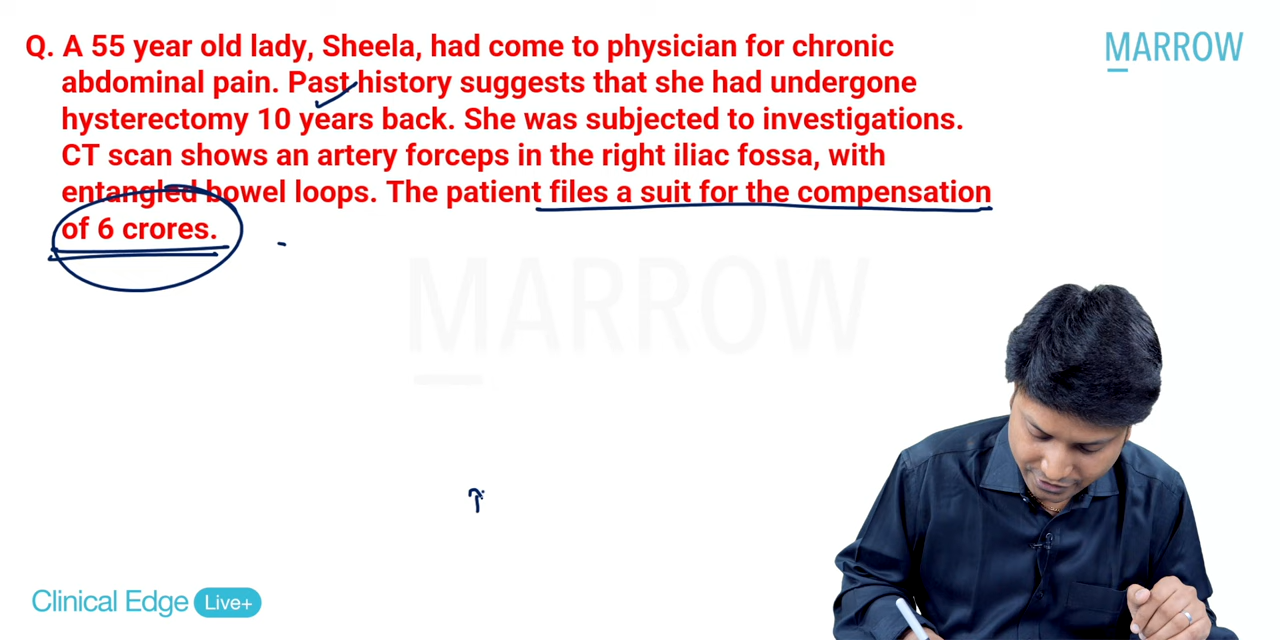 Q. A 55 year old lady, Sheela, had come to physician for chronic
abdominal pain. Past history suggests that she had undergone
hysterectomy 10 years back. She was subjected to investigations.
CT scan shows an artery forceps in the right iliac fossa, with
entangled bowel loops. The patient files a suit for the compensation
of 6 crores.
MARROW
MARROW
Clinical Edge Live+